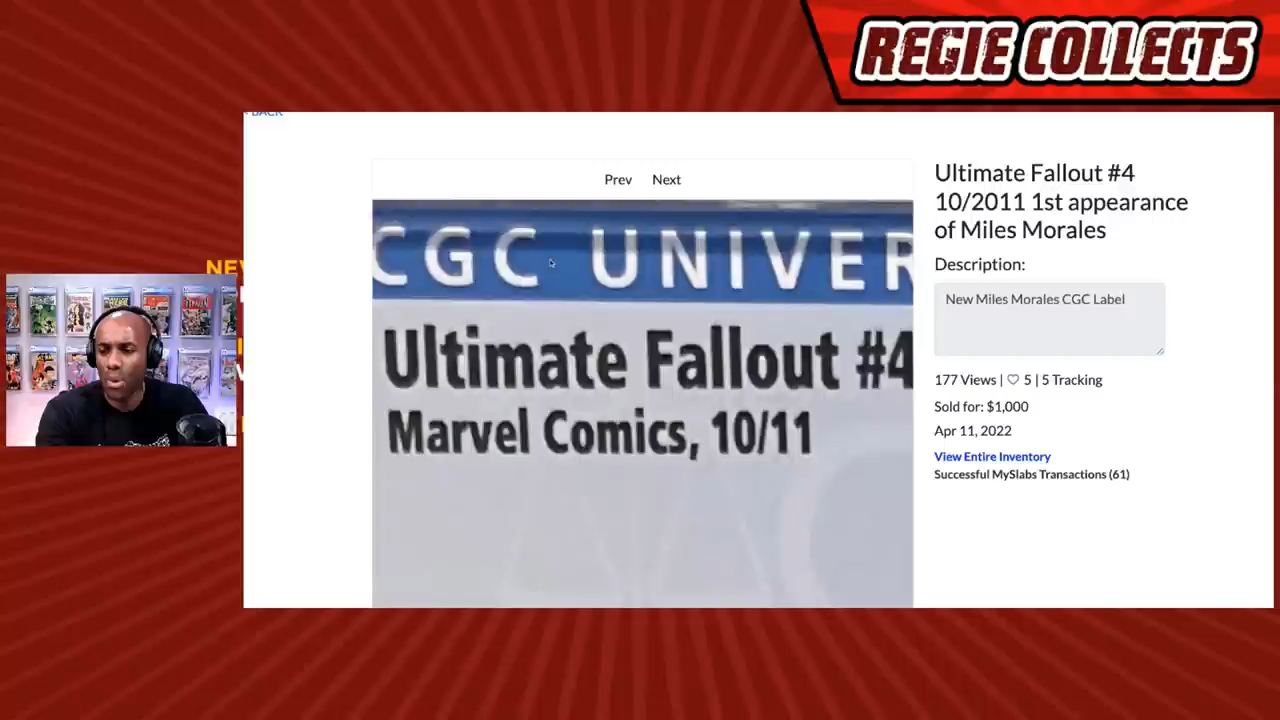 REGIE COLLECTS
< BACK
Prev Next
CGC UNIVER
Ultimate Fallout #4
Marvel Comics, 10/11
Ultimate Fallout #4
10/2011 1st appearance
of Miles Morales
Description:
New Miles Morales CGC Label
177 Views | ♡ 5 | 5 Tracking
Sold for: $1,000
Apr 11, 2022
View Entire Inventory
Successful MySlabs Transactions (61)